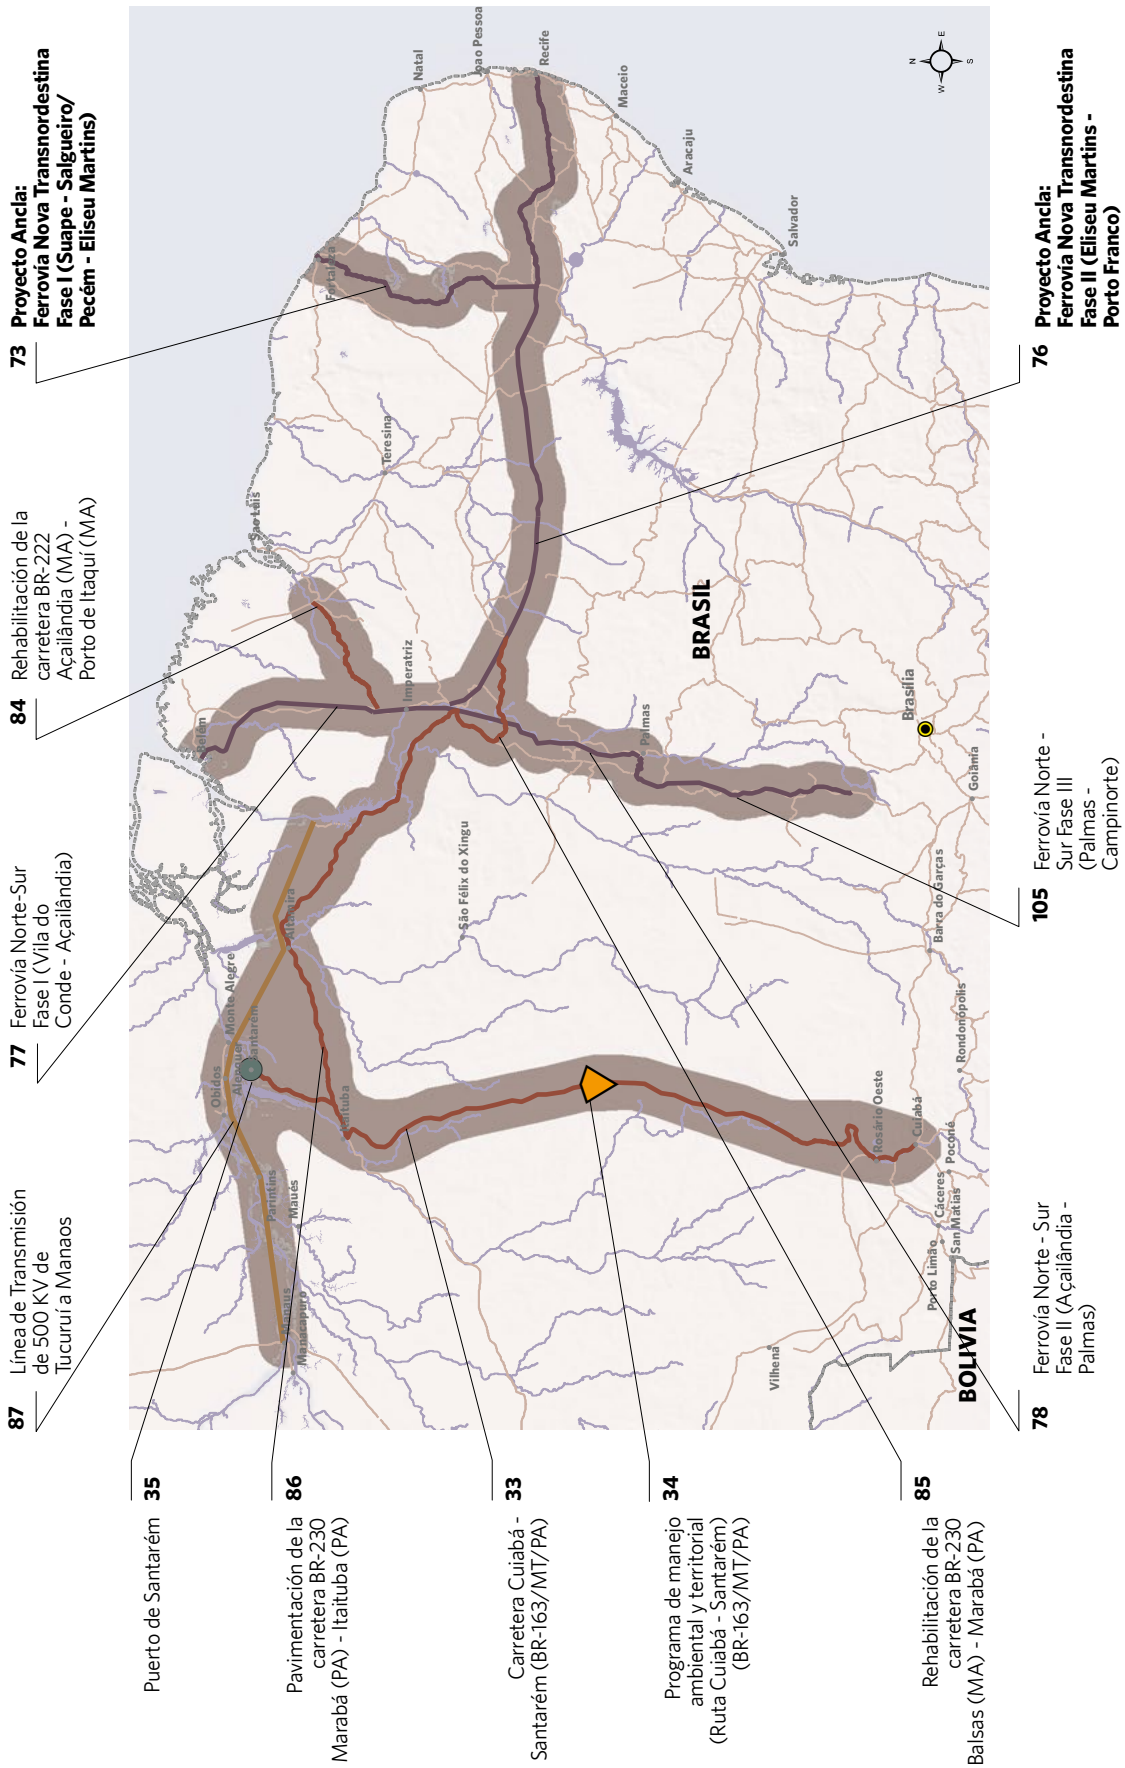 87
Línea de Transmisión
de 500 KV de
Tucuruí a Manaos
77
Ferrovía Norte-Sur
Fase I (Vila do
Conde - Açailândia)
84
Rehabilitación de la
carretera BR-222
Açailândia (MA) -
Porto de Itaquí (MA)
73
Proyecto Ancla:
Ferrovía Nova Transnordestina
Fase I (Suape - Salgueiro/
Pecém - Eliseu Martins)
Puerto de Santarém
35
Pavimentación de la
carretera BR-230
Marabá (PA) - Itaituba (PA)
86
Carretera Cuiabá -
Santarém (BR-163/MT/PA)
33
Programa de manejo
ambiental y territorial
(Ruta Cuiabá - Santarém)
(BR-163/MT/PA)
34
Rehabilitación de la
carretera BR-230
Balsas (MA) - Marabá (PA)
85
Belém
Sao Luis
Fortaleza
Natal
Joao Pessoa
Recife
Maceio
Aracaju
Salvador
Teresina
Imperatriz
Altamira
Monte Alegre
Santarém
Alenquer
Obidos
Parintins
Maués
Manaus
Manacapuro
Itaituba
São Félix do Xingu
Palmas
BRASIL
Brasília
Goiânia
Barra do Garças
Rondonópolis
Rosário Oeste
Cuiabá
Poconé
Cáceres
San Matías
Porto Limão
Vilhena
BOLIVIA
N
E
S
W
78
Ferrovía Norte - Sur
Fase II (Açailândia -
Palmas)
105
Ferrovía Norte -
Sur Fase III
(Palmas -
Campinorte)
76
Proyecto Ancla:
Ferrovía Nova Transnordestina
Fase II (Eliseu Martins -
Porto Franco)